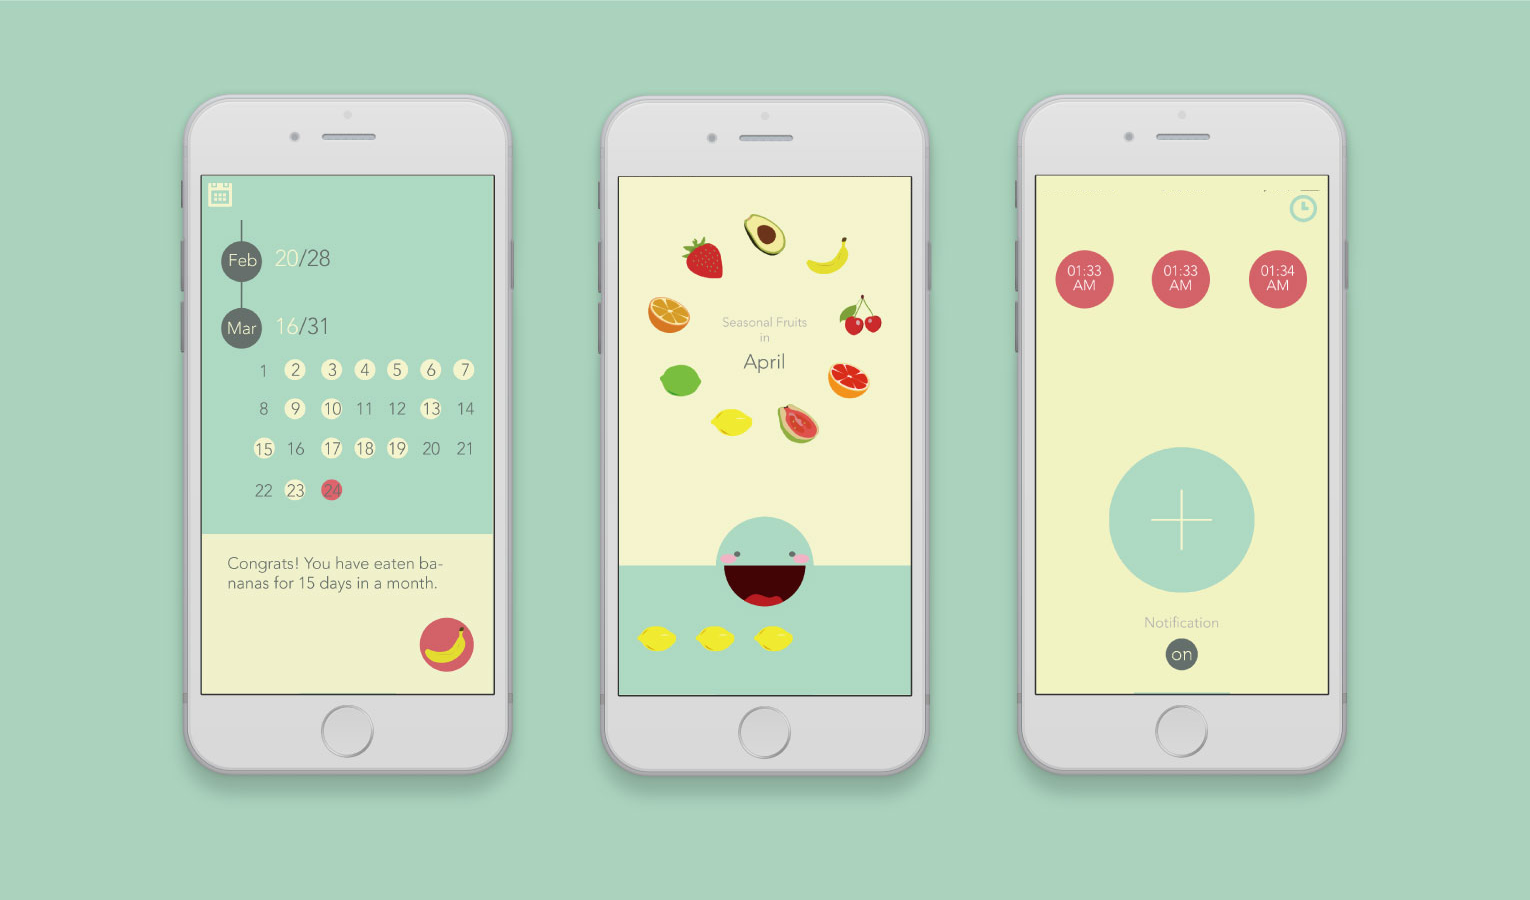 Feb 20/28
Mar 16/31
1 2 3 4 5 6 7
8 9 10 11 12 13 14
15 16 17 18 19 20 21
22 23 24
Congrats! You have eaten ba-
nanas for 15 days in a month.
Seasonal Fruits
in
April
01:33
AM
01:33
AM
01:34
AM
Notification
on